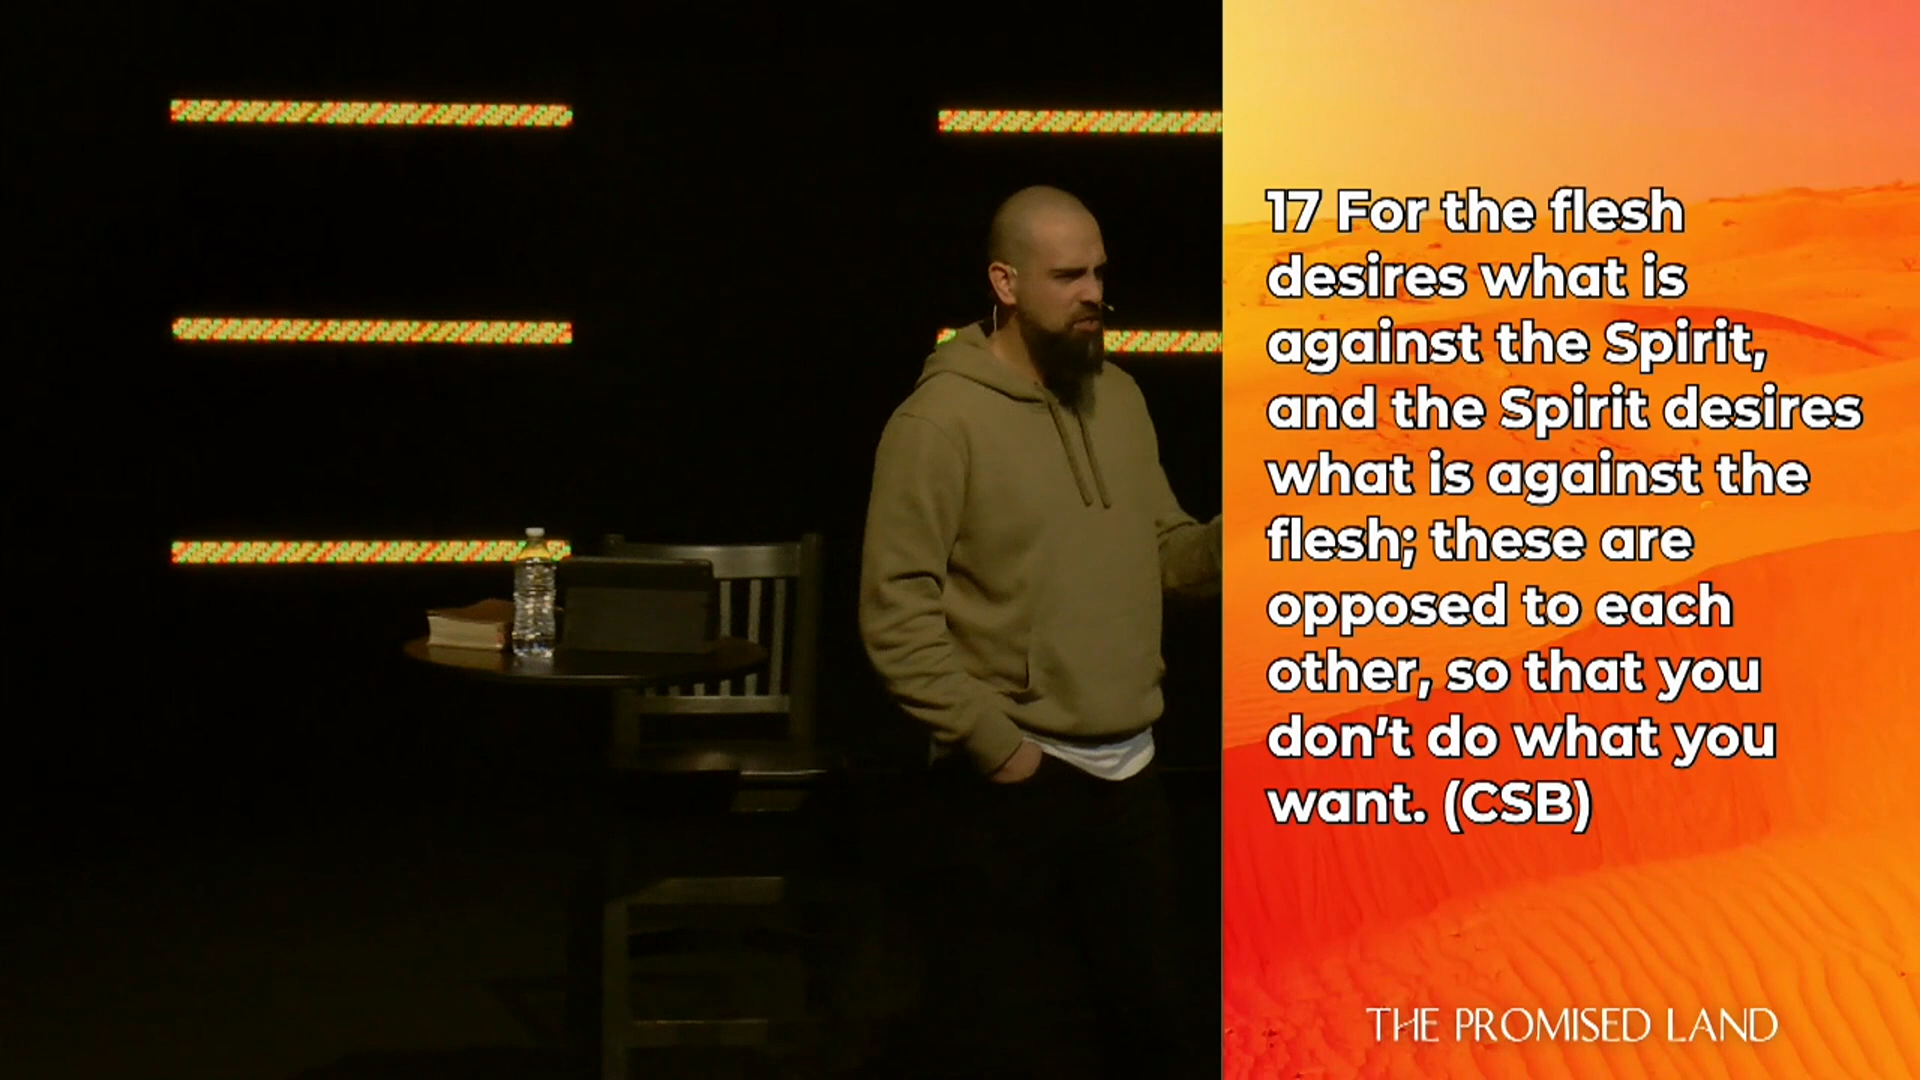 17 For the flesh
desires what is
against the Spirit,
and the Spirit desires
what is against the
flesh; these are
opposed to each
other, so that you
don't do what you
want. (CSB)
THE PROMISED LAND